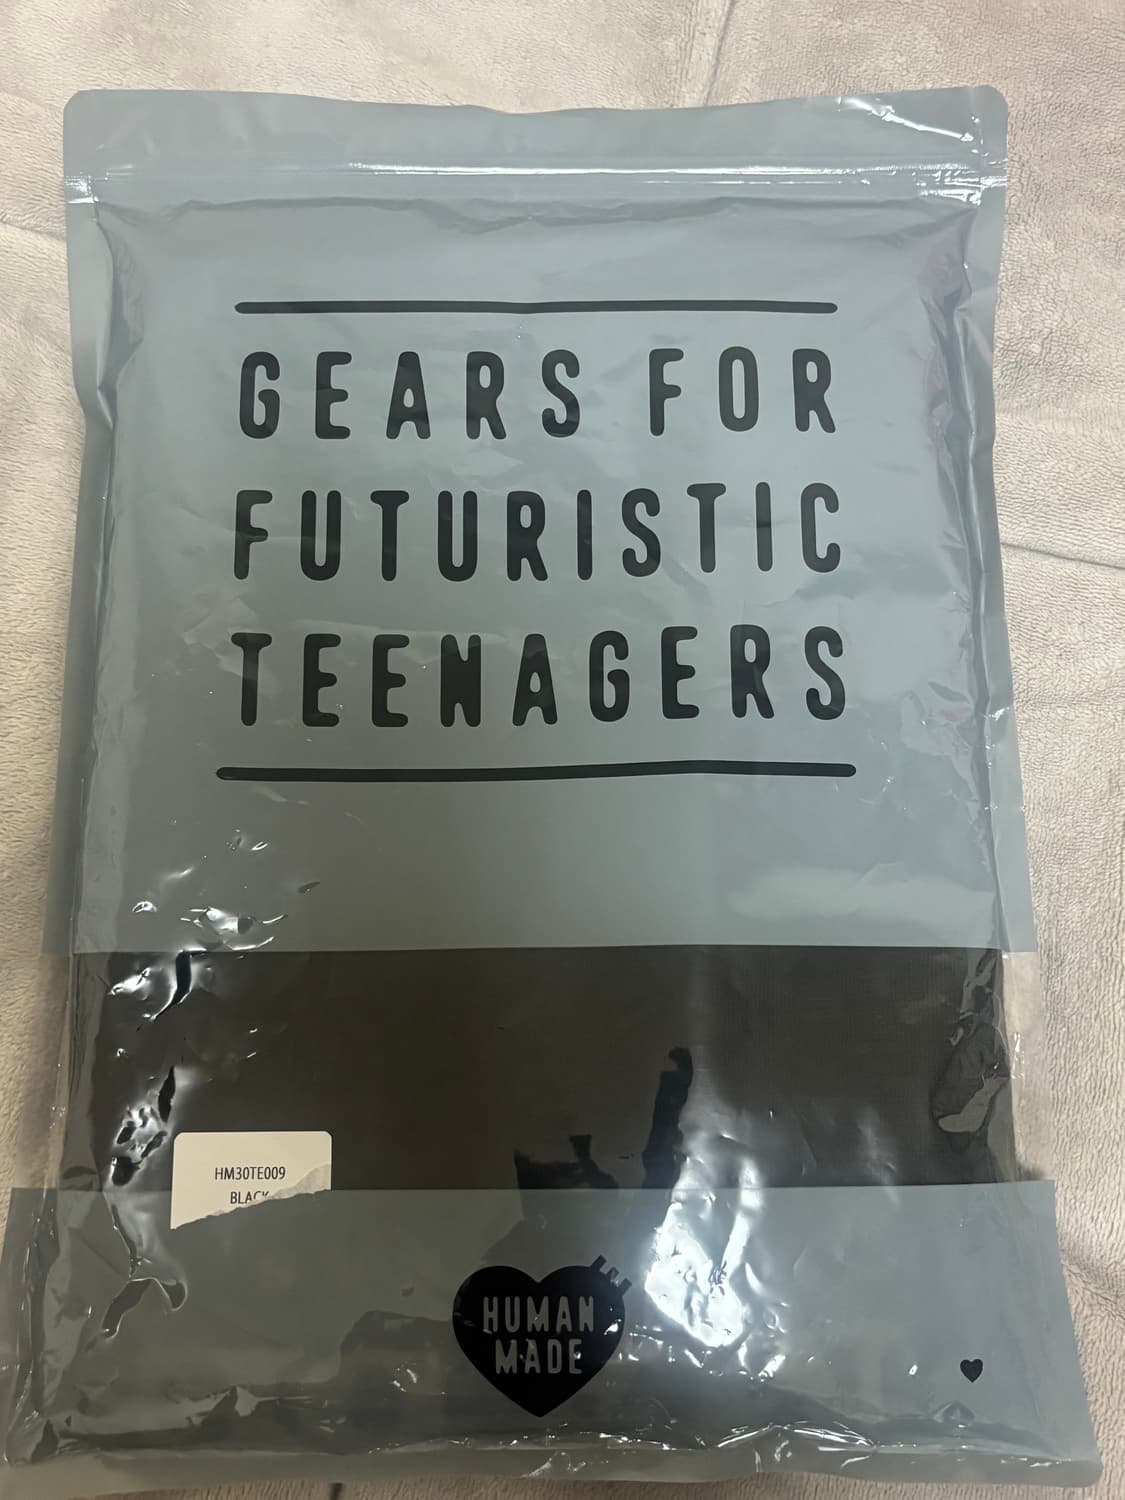 GEARS FOR
FUTURISTIC
TEENAGERS
HM30TE009
BLACK
HUMAN
MADE